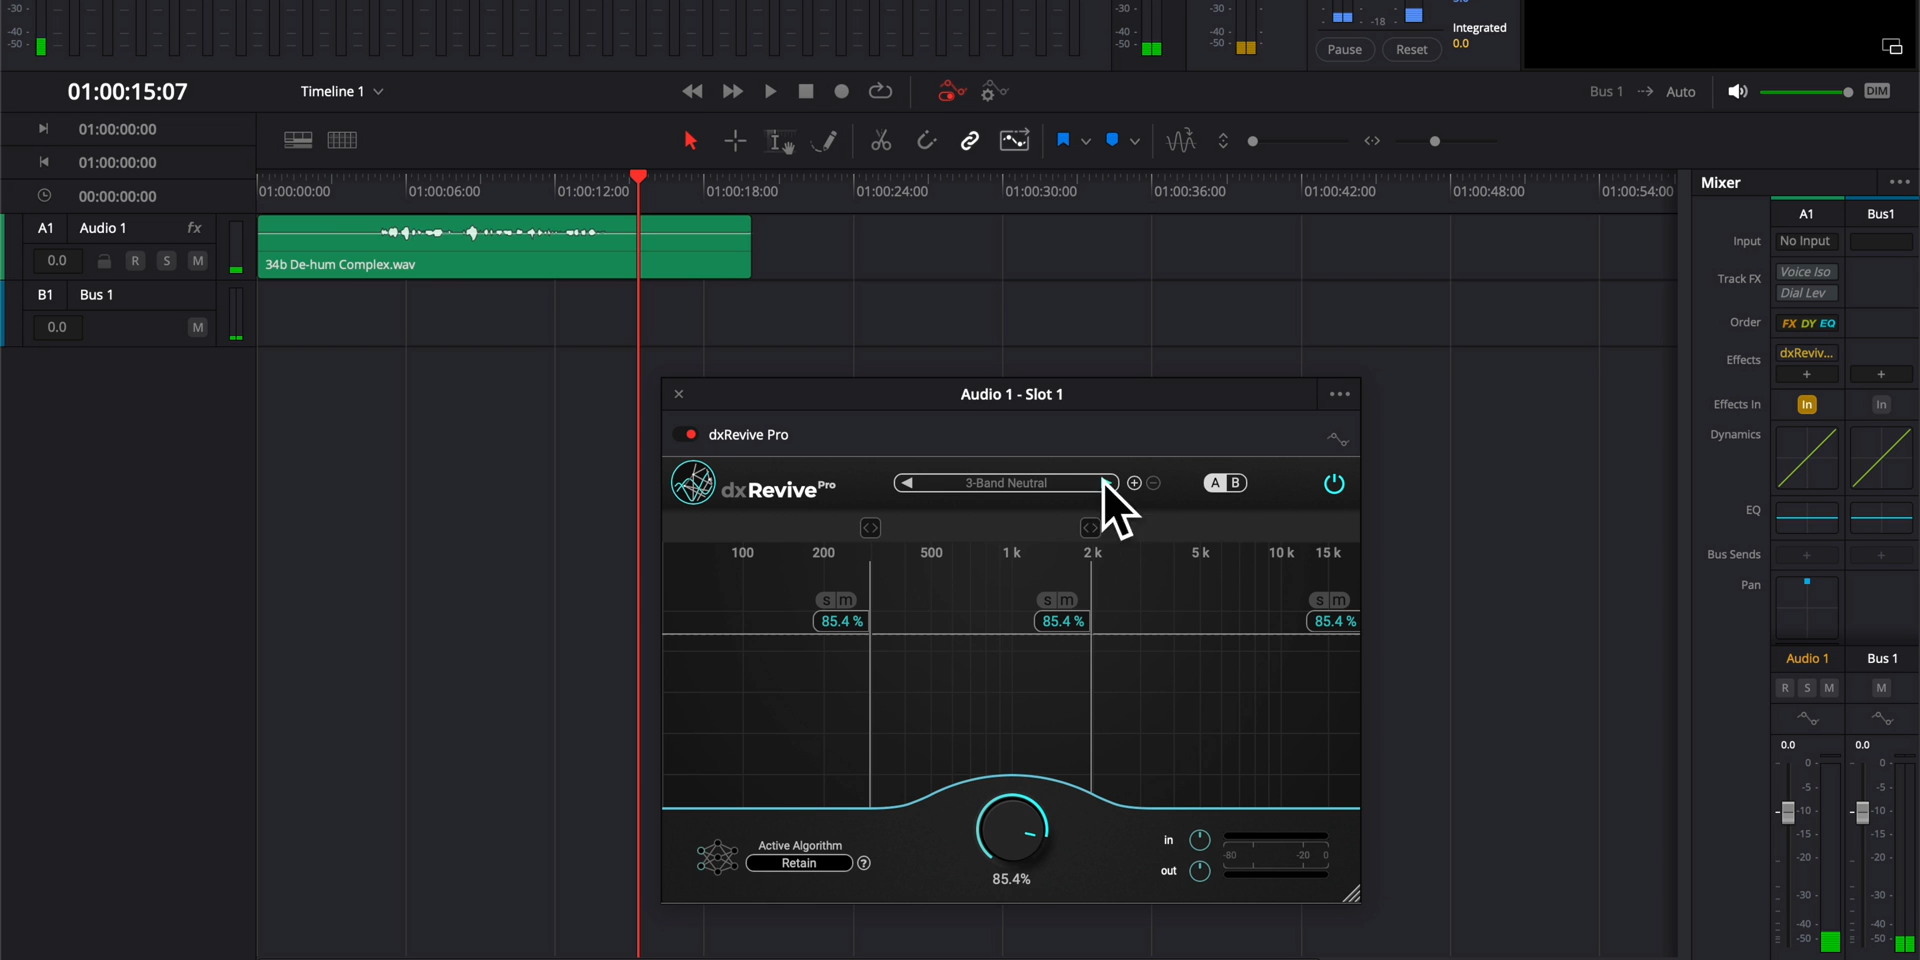 -30
-40
-50
-30
-40
-50
-30
-40
-50
-18
Pause
Reset
Integrated
0.0
01:00:15:07
Timeline 1
Bus 1
Auto
DIM
01:00:00:00
01:00:00:00
00:00:00:00
01:00:00:00
01:00:06:00
01:00:12:00
01:00:18:00
01:00:24:00
01:00:30:00
01:00:36:00
01:00:42:00
01:00:48:00
01:00:54:00
A1
Audio 1
fx
0.0
R
S
M
34b De-hum Complex.wav
B1
Bus 1
0.0
M
Audio 1 - Slot 1
dxRevive Pro
dxRevive Pro
3-Band Neutral
A B
100
200
500
1 k
2 k
5 k
10 k
15 k
s m
s m
s m
85.4 %
85.4 %
85.4 %
Active Algorithm
Retain
?
85.4%
in
out
-80
-20
0
Mixer
A1
Bus1
Input
No Input
Track FX
Voice Iso
Dial Lev
Order
FX DY EQ
Effects
dxReviv...
+
+
Effects In
In
In
Dynamics
EQ
Bus Sends
+
+
Pan
Audio 1
Bus 1
R
S
M
M
0.0
0.0
0
0
-5
-5
-10
-10
-15
-15
-20
-20
-30
-30
-40
-40
-50
-50